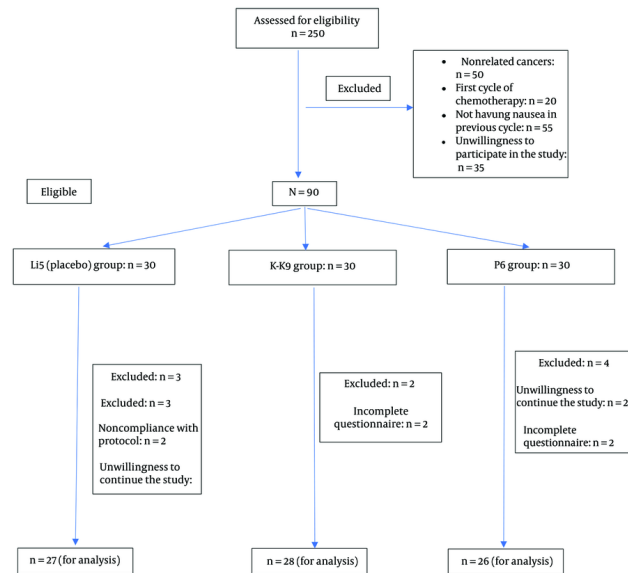 Assessed for eligibility
n = 250
Excluded
• Nonrelated cancers:
n = 50
• First cycle of
chemotherapy: n = 20
• Not havung nausea in
previous cycle: n = 55
• Unwillingness to
participate in the study:
n = 35
Eligible
N = 90
Li5 (placebo) group: n = 30
K-K9 group: n = 30
P6 group: n = 30
Excluded: n = 3
Excluded: n = 3
Noncompliance with
protocol: n = 2
Unwillingness to
continue the study:
Excluded: n = 2
Incomplete
questionnaire: n = 2
Excluded: n = 4
Unwillingness to
continue the study: n = 2
Incomplete
questionnaire: n = 2
n = 27 (for analysis)
n = 28 (for analysis)
n = 26 (for analysis)